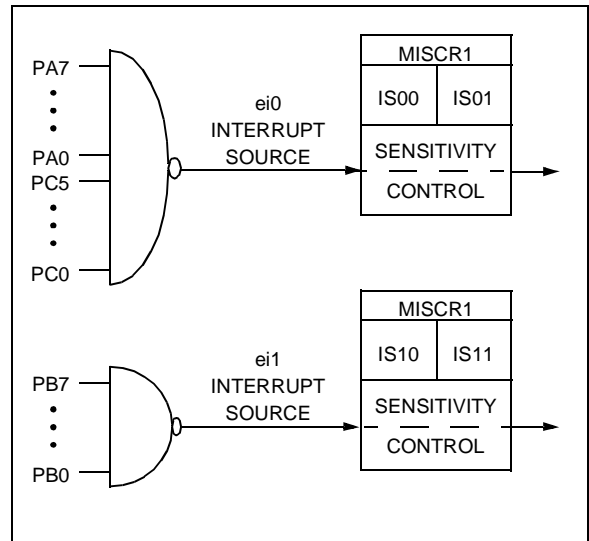 PA7
PA0
PC5
PC0
ei0
INTERRUPT
SOURCE
MISCR1
IS00 IS01
SENSITIVITY
CONTROL
PB7
PB0
ei1
INTERRUPT
SOURCE
MISCR1
IS10 IS11
SENSITIVITY
CONTROL